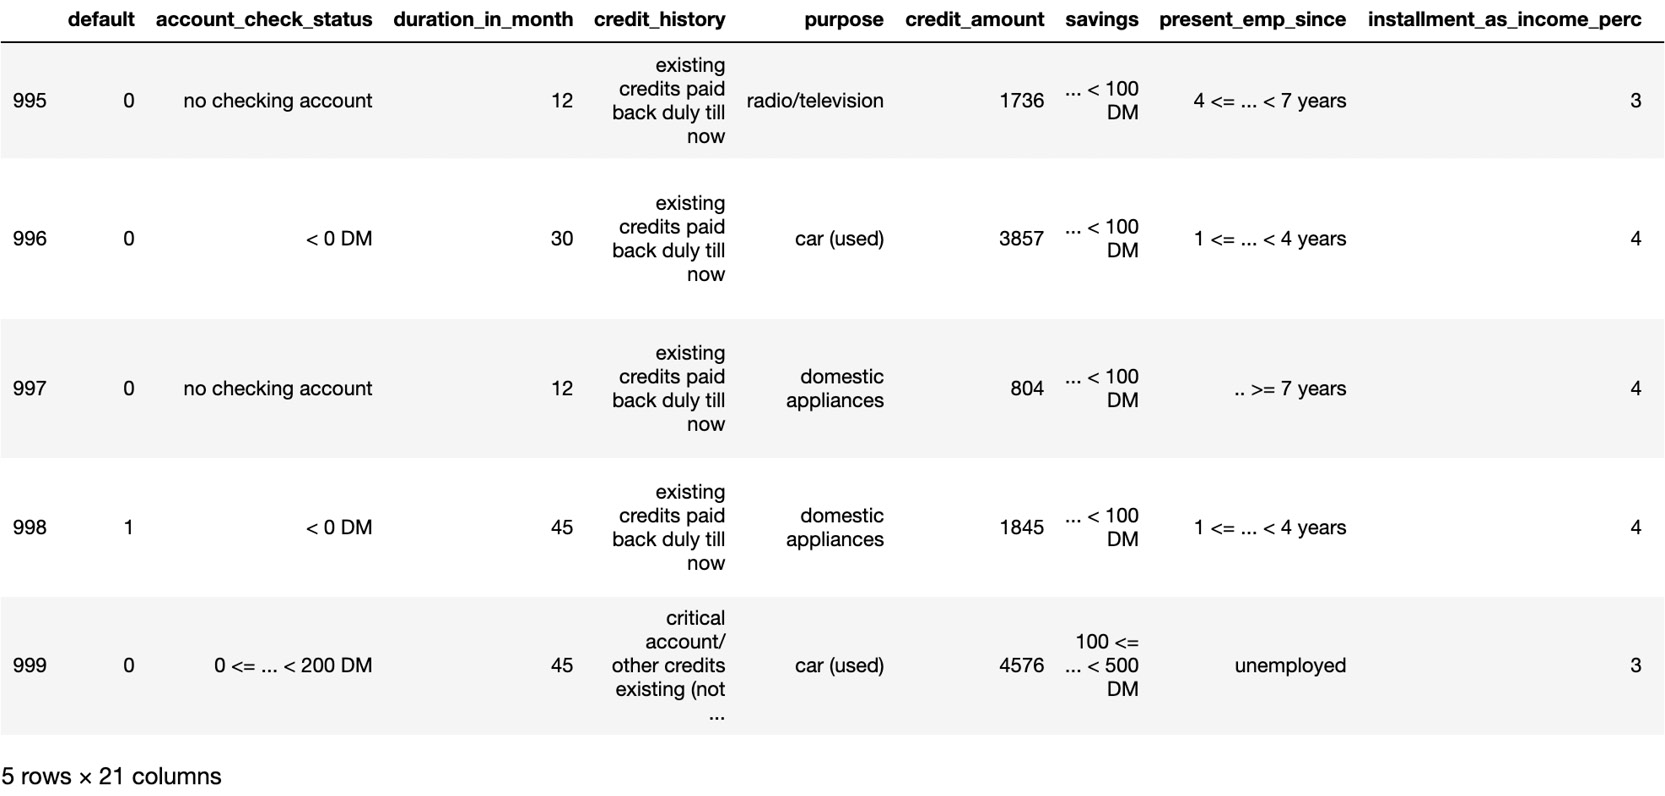 default account_check_status duration_in_month credit_history purpose credit_amount savings present_emp_since installment_as_income_perc
995 0 no checking account 12 existing credits paid back duly till now radio/television 1736 ... < 100 DM 4 <= ... < 7 years 3
996 0 < 0 DM 30 existing credits paid back duly till now car (used) 3857 ... < 100 DM 1 <= ... < 4 years 4
997 0 no checking account 12 existing credits paid back duly till now domestic appliances 804 ... < 100 DM .. >= 7 years 4
998 1 < 0 DM 45 existing credits paid back duly till now domestic appliances 1845 ... < 100 DM 1 <= ... < 4 years 4
999 0 0 <= ... < 200 DM 45 critical account/ other credits existing (not ... car (used) 4576 100 <= ... < 500 DM unemployed 3
5 rows × 21 columns